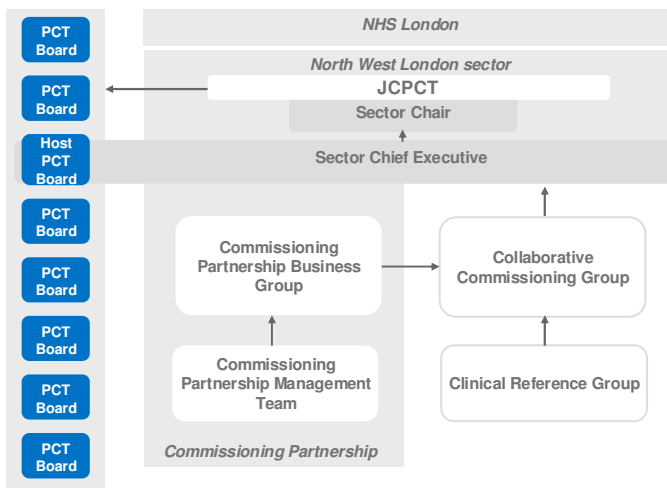 PCT
Board
PCT
Board
Host
PCT
Board
PCT
Board
PCT
Board
PCT
Board
PCT
Board
PCT
Board
NHS London
North West London sector
JCPCT
Sector Chair
Sector Chief Executive
Commissioning
Partnership Business
Group
Collaborative
Commissioning Group
Commissioning
Partnership Management
Team
Clinical Reference Group
Commissioning Partnership